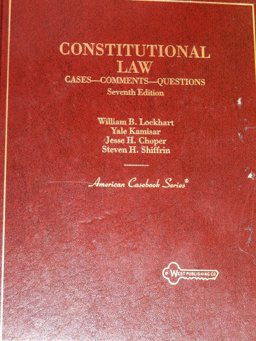 CONSTITUTIONAL
LAW
CASES—COMMENTS—QUESTIONS
Seventh Edition
William B. Lockhart
Yale Kamisar
Jesse H. Choper
Steven H. Shiffrin
American Casebook Series®
WEST PUBLISHING CO